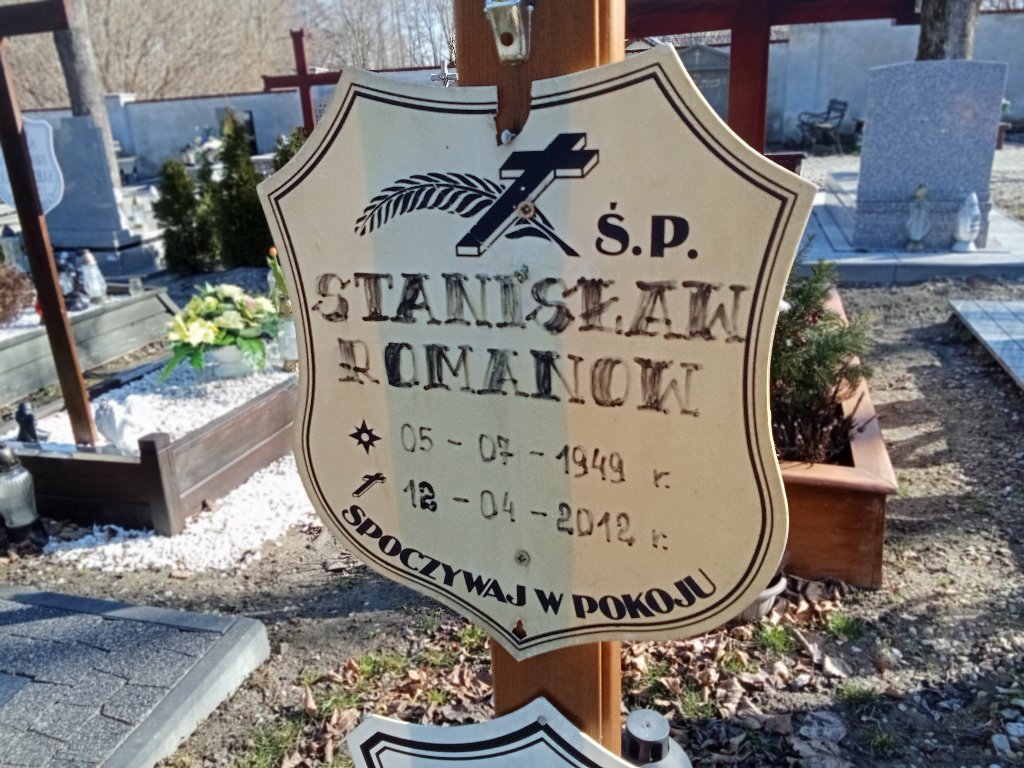 Ś.P.
STANISŁAW
ROMANOW
05 - 07 - 1949 r.
12 - 04 - 2012 r.
SPOCZYWAJ W POKOJU